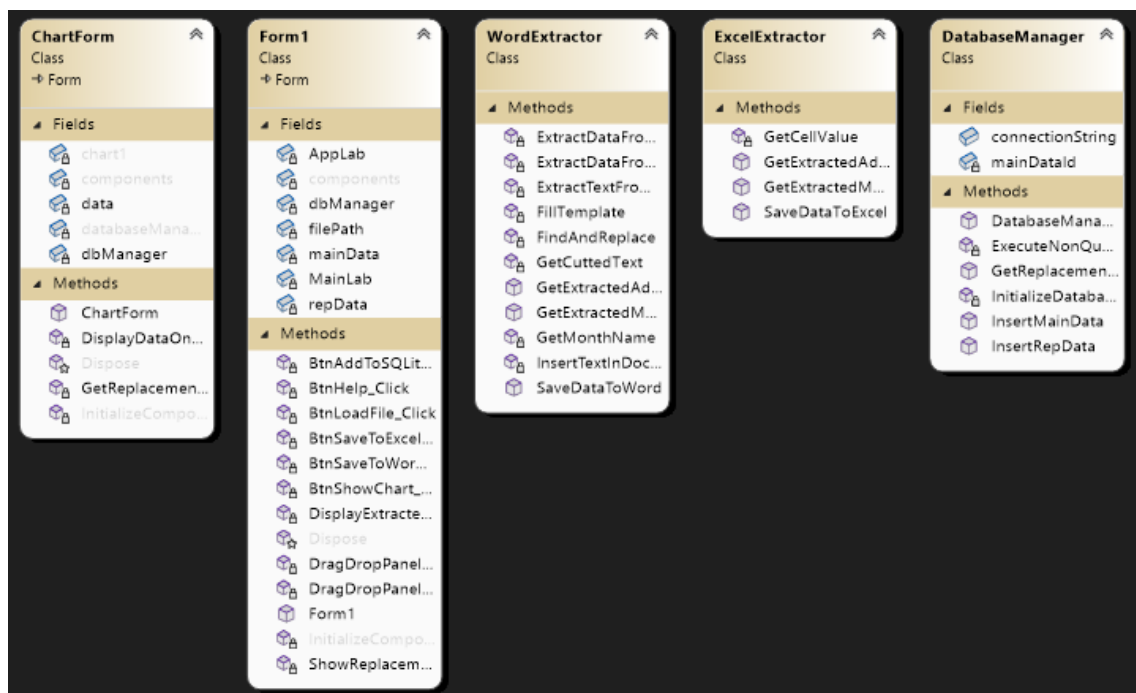 ChartForm
Class
Form
Fields
chart1
components
data
databaseMana...
dbManager
Methods
ChartForm
DisplayDataOn...
Dispose
GetReplacemen...
InitializeCompo...
Form1
Class
Form
Fields
AppLab
components
dbManager
filePath
mainData
MainLab
repData
Methods
BtnAddToSQLit...
BtnHelp_Click
BtnLoadFile_Click
BtnSaveToExcel...
BtnSaveToWor...
BtnShowChart_...
DisplayExtracte...
Dispose
DragDropPanel...
DragDropPanel...
Form1
InitializeCompo...
ShowReplacem...
WordExtractor
Class
Methods
ExtractDataFro...
ExtractDataFro...
ExtractTextFro...
FillTemplate
FindAndReplace
GetCuttedText
GetExtractedAd...
GetExtractedM...
GetMonthName
InsertTextInDoc...
SaveDataToWord
ExcelExtractor
Class
Methods
GetCellValue
GetExtractedAd...
GetExtractedM...
SaveDataToExcel
DatabaseManager
Class
Fields
connectionString
mainDataId
Methods
DatabaseMana...
ExecuteNonQu...
GetReplacemen...
InitializeDataba...
InsertMainData
InsertRepData